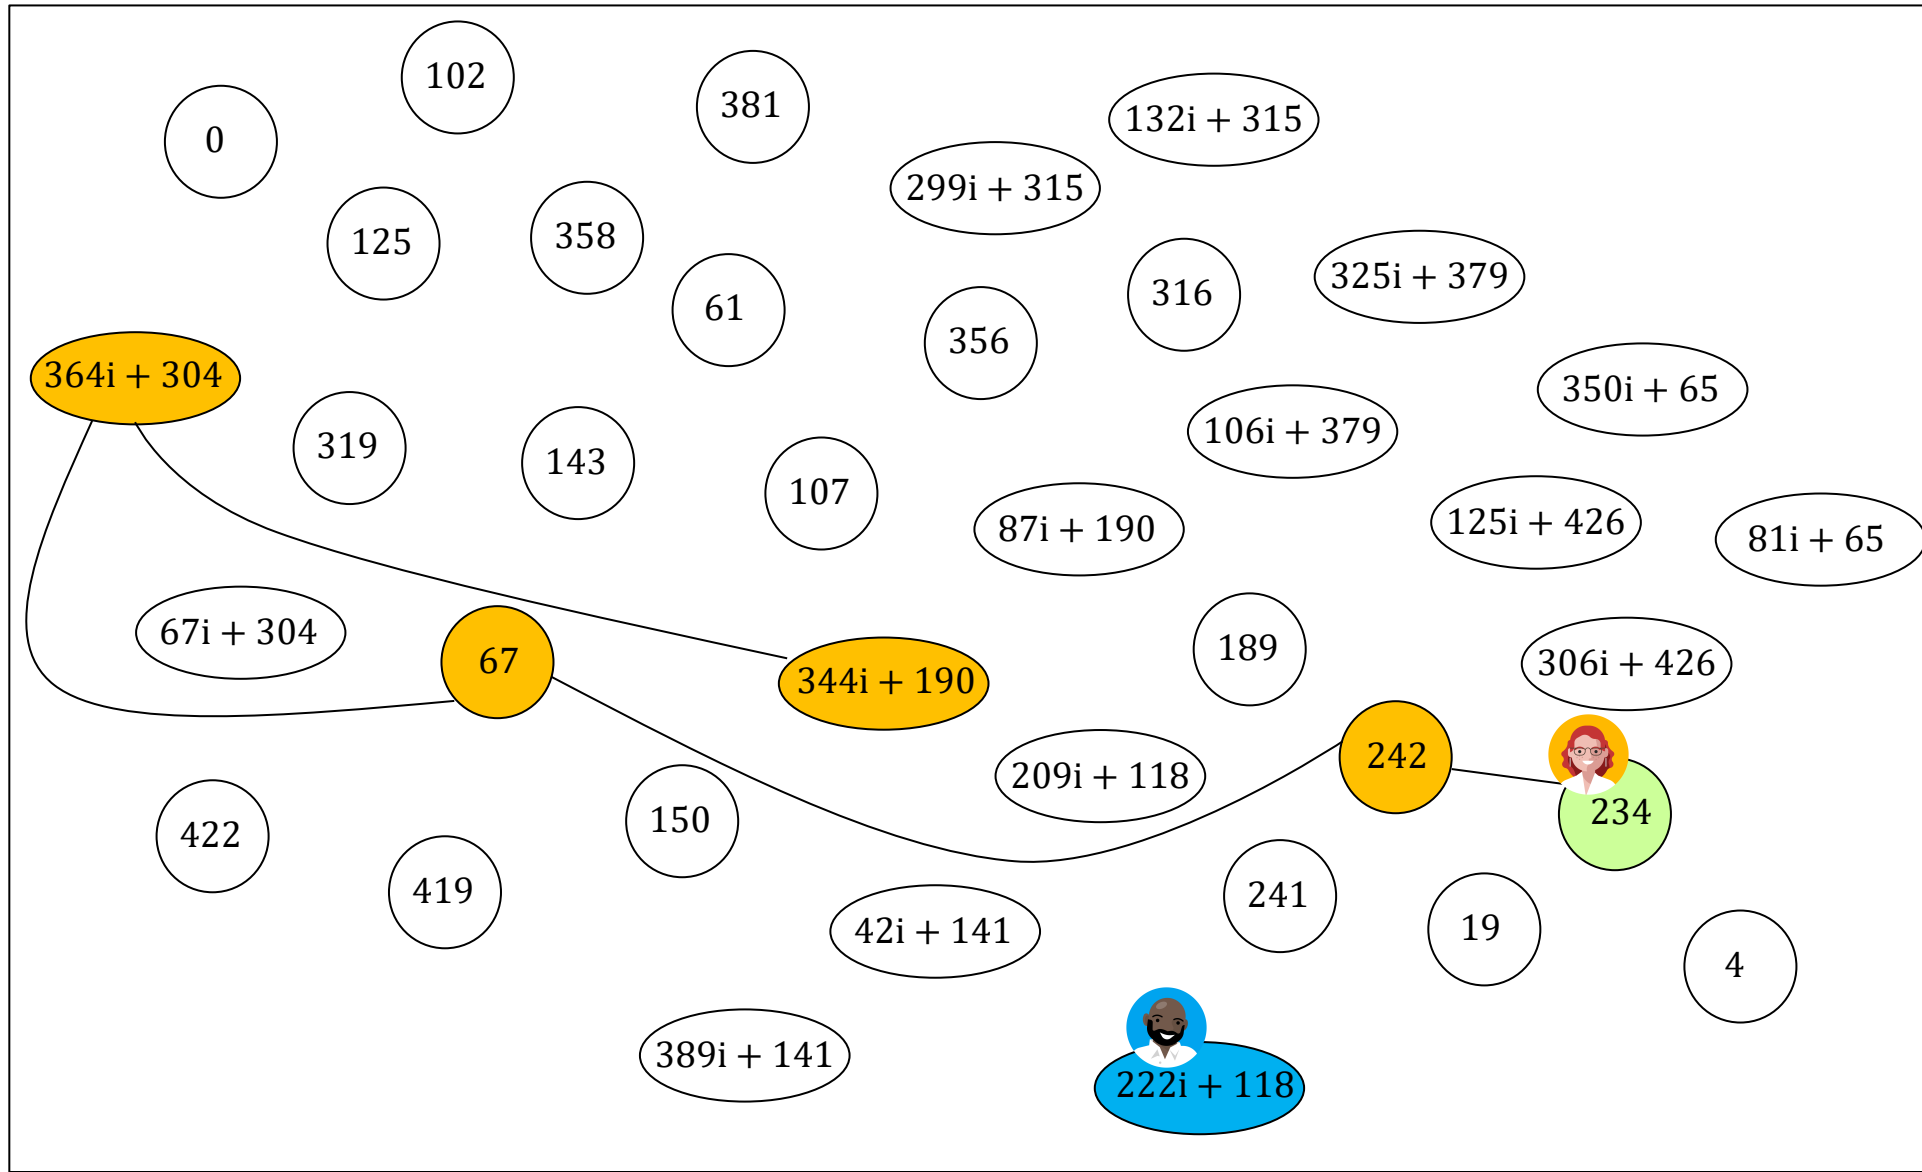 102
381
132i + 315
0
299i + 315
125
358
325i + 379
61
316
356
364i + 304
350i + 65
319
143
106i + 379
107
87i + 190
125i + 426
81i + 65
67i + 304
67
344i + 190
189
306i + 426
242
209i + 118
234
422
150
419
241
42i + 141
19
4
389i + 141
222i + 118